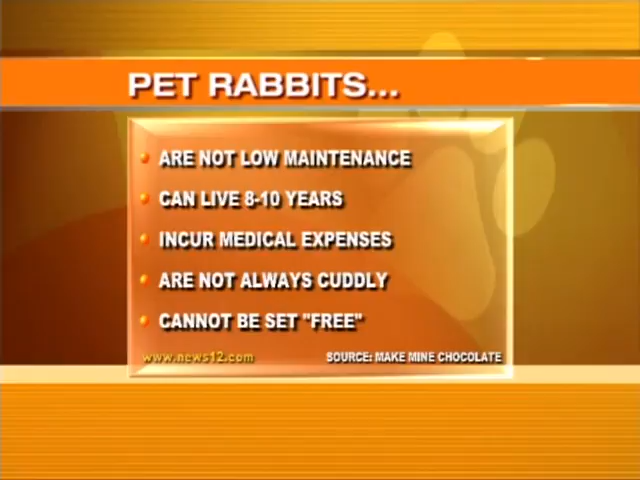 PET RABBITS...
ARE NOT LOW MAINTENANCE
CAN LIVE 8-10 YEARS
INCUR MEDICAL EXPENSES
ARE NOT ALWAYS CUDDLY
CANNOT BE SET "FREE"
www.news12.com SOURCE: MAKE MINE CHOCOLATE